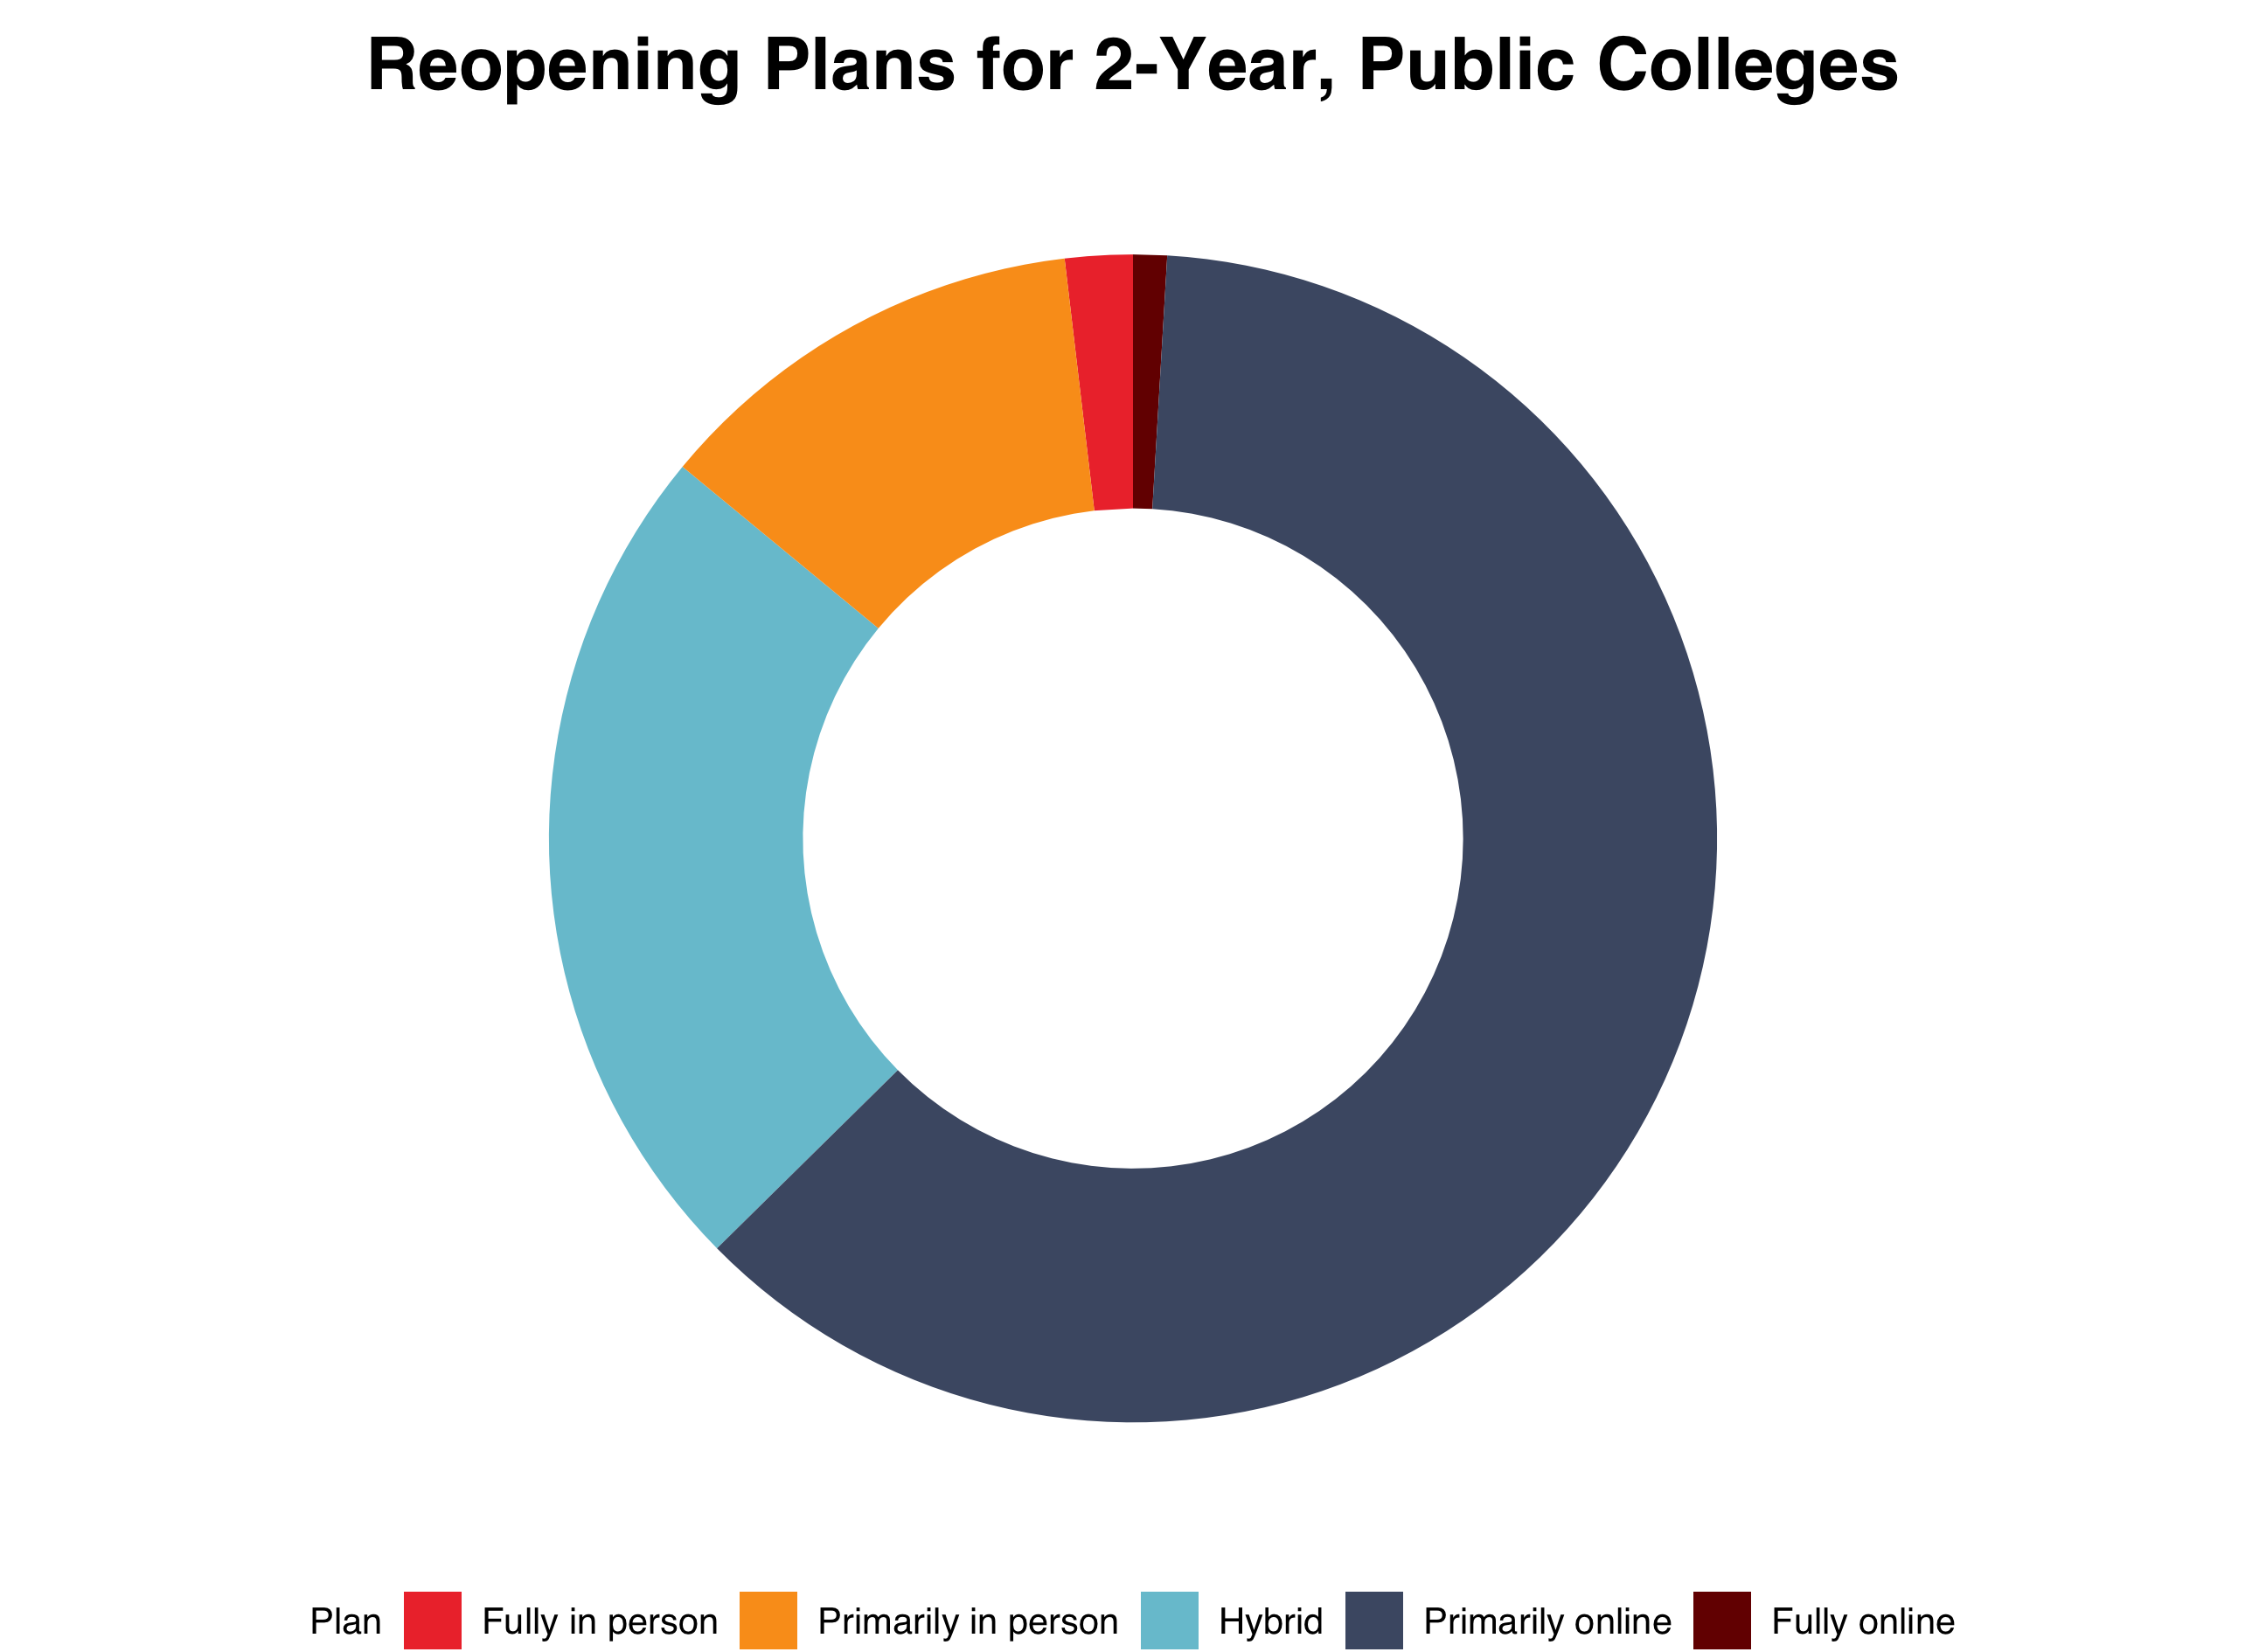 Reopening Plans for 2-Year, Public Colleges
Plan Fully in person Primarily in person Hybrid Primarily online Fully online